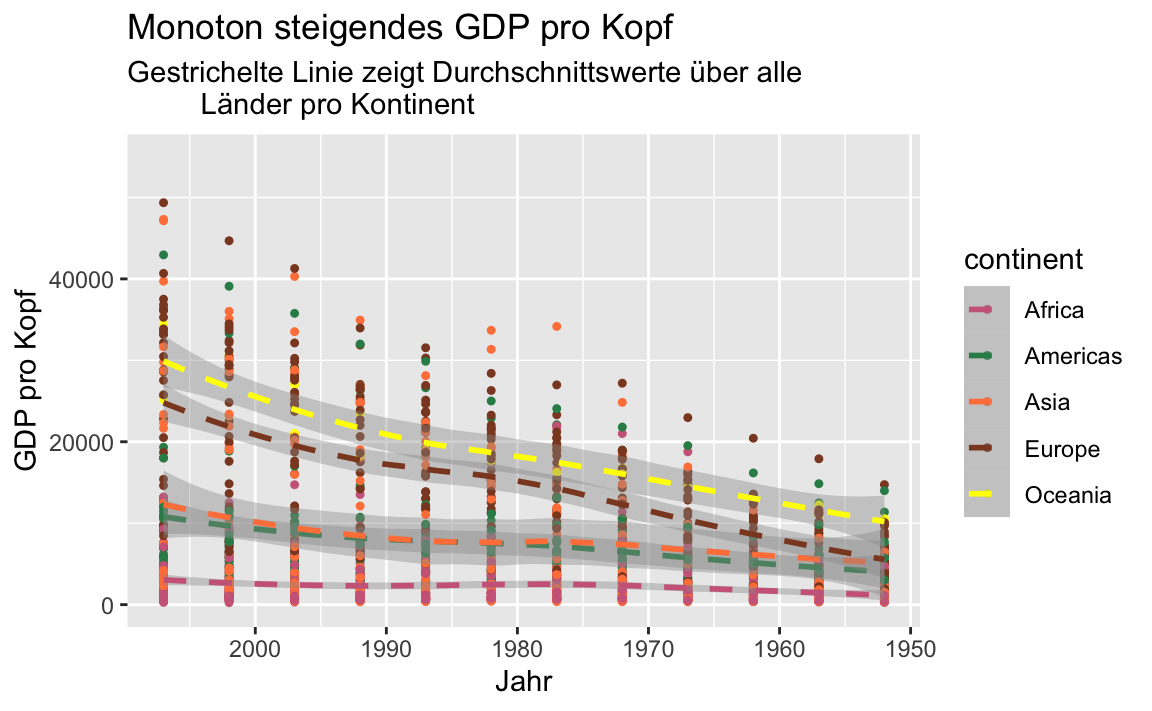 Monoton steigendes GDP pro Kopf
Gestrichelte Linie zeigt Durchschnittswerte über alle
Länder pro Kontinent
GDP pro Kopf
40000
20000
0
2000 1990 1980 1970 1960 1950
Jahr
continent
Africa
Americas
Asia
Europe
Oceania